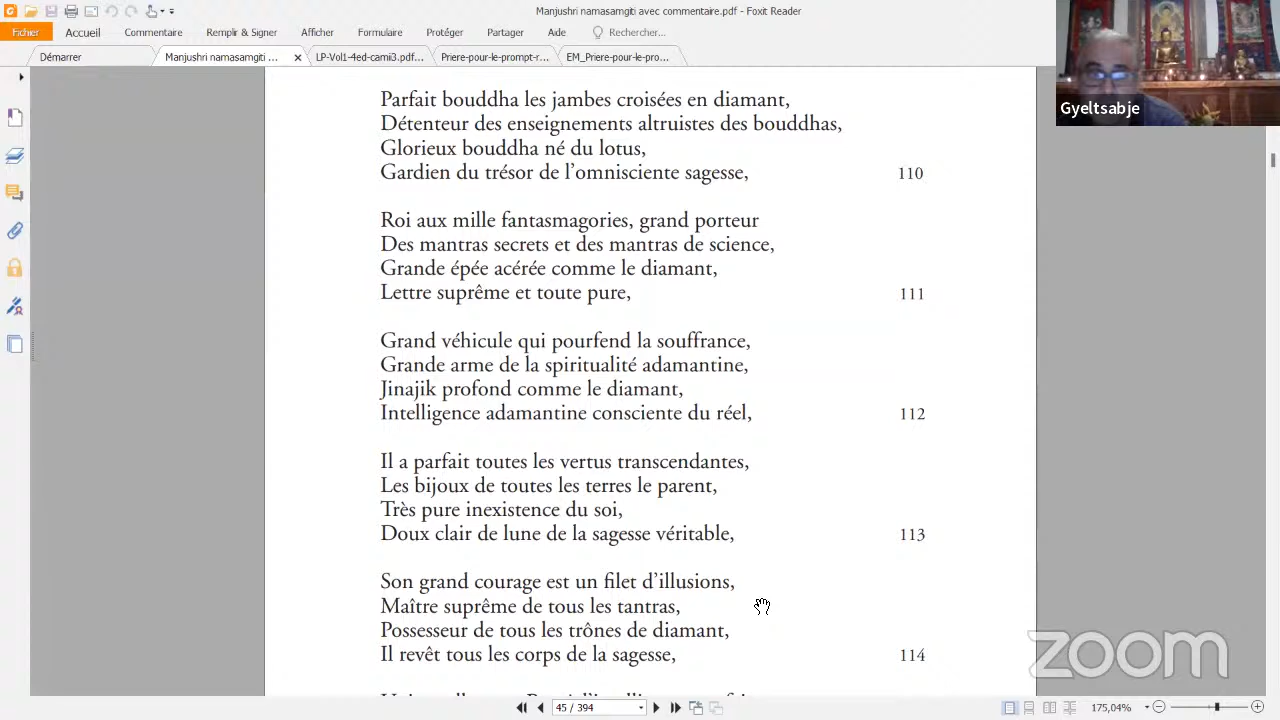 Manjushri namasamgiti avec commentaire.pdf - Foxit Reader
Fichier Accueil Commentaire Remplir & Signer Afficher Formulaire Protéger Partager Aide Rechercher...
Démarrer Manjushri namasamgiti ... LP-Vol1-4ed-cami3.pdf... Priere-pour-le-prompt-r... EM_Priere-pour-le-pro...
Gyeltsabje
Parfait bouddha les jambes croisées en diamant,
Détenteur des enseignements altruistes des bouddhas,
Glorieux bouddha né du lotus,
Gardien du trésor de l’omnisciente sagesse, 110
Roi aux mille fantasmagories, grand porteur
Des mantras secrets et des mantras de science,
Grande épée acérée comme le diamant,
Lettre suprême et toute pure, 111
Grand véhicule qui pourfend la souffrance,
Grande arme de la spiritualité adamantine,
Jinajik profond comme le diamant,
Intelligence adamantine consciente du réel, 112
Il a parfait toutes les vertus transcendantes,
Les bijoux de toutes les terres le parent,
Très pure inexistence du soi,
Doux clair de lune de la sagesse véritable, 113
Son grand courage est un filet d’illusions,
Maître suprême de tous les tantras,
Possesseur de tous les trônes de diamant,
Il revêt tous les corps de la sagesse, 114
zoom
45 / 394 175,04%